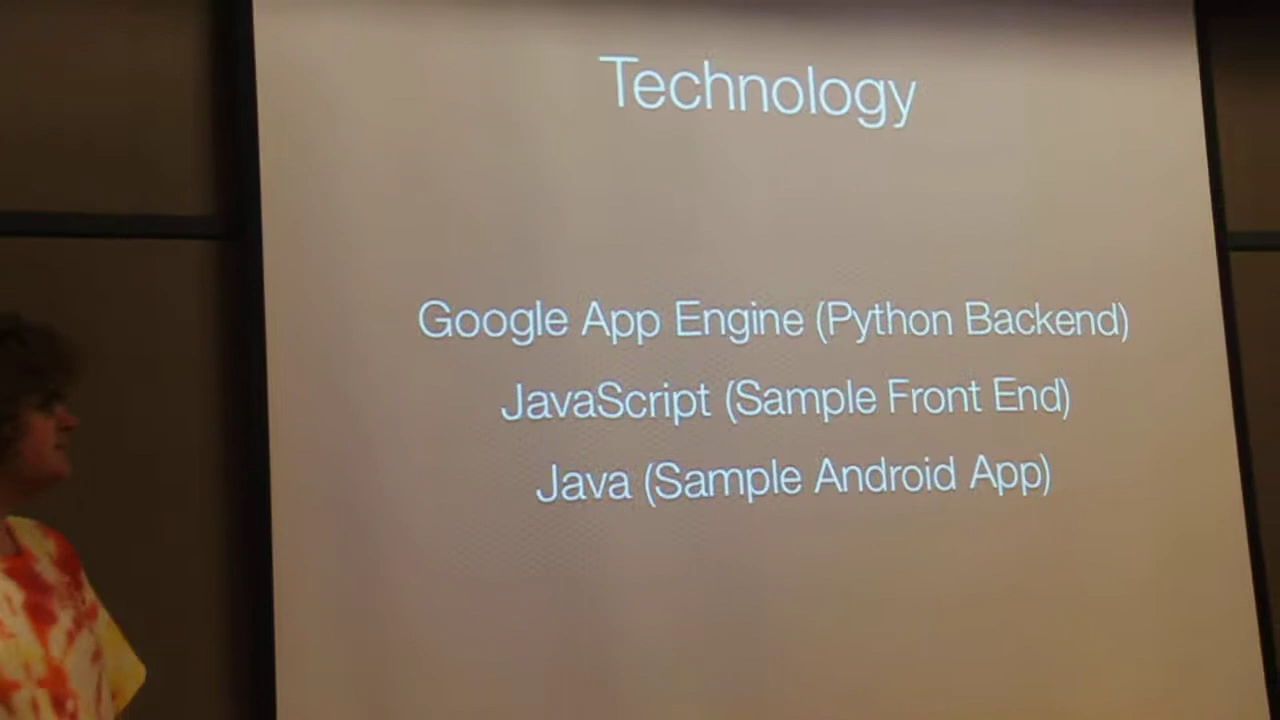 Technology
Google App Engine (Python Backend)
JavaScript (Sample Front End)
Java (Sample Android App)